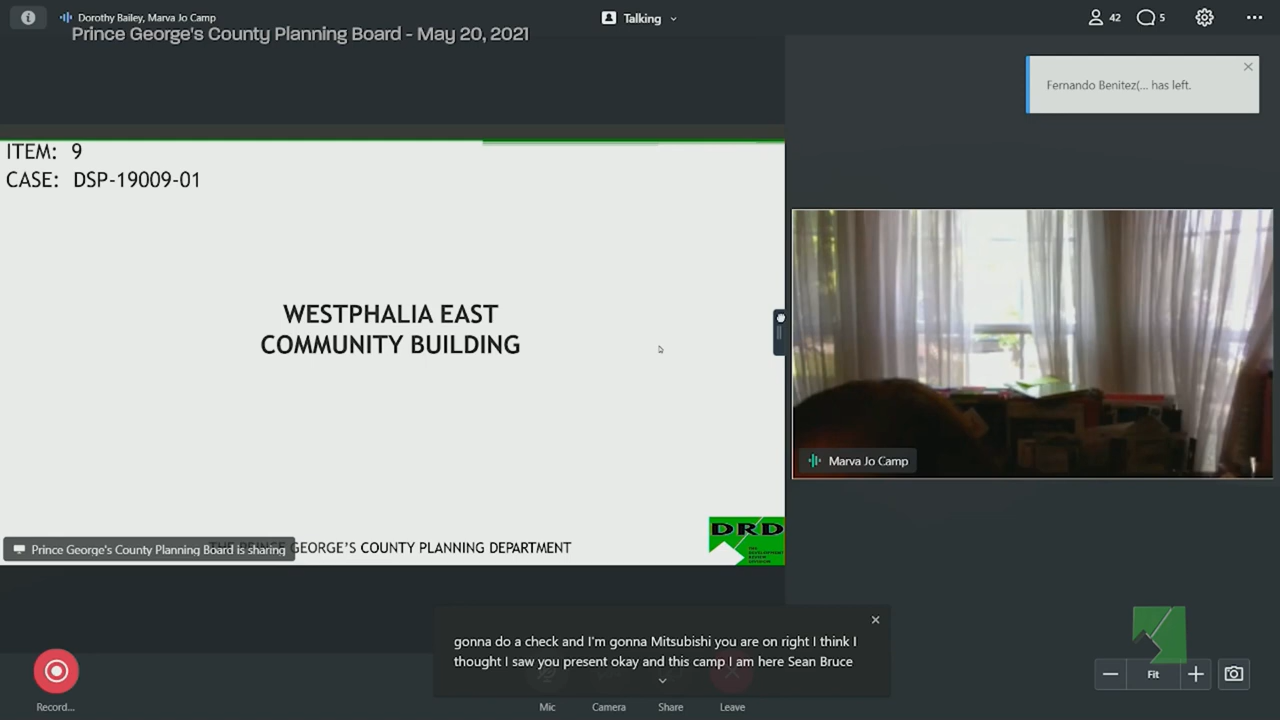 Dorothy Bailey, Marva Jo Camp
Talking
42
5
Prince George's County Planning Board - May 20, 2021
Fernando Benitez(... has left.
ITEM: 9
CASE: DSP-19009-01
WESTPHALIA EAST
COMMUNITY BUILDING
Marva Jo Camp
Prince George's County Planning Board is sharing
GEORGE'S COUNTY PLANNING DEPARTMENT
DRD
gonna do a check and I'm gonna Mitsubishi you are on right I think I
thought I saw you present okay and this camp I am here Sean Bruce
Fit
Record...
Mic
Camera
Share
Leave